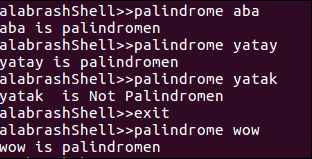 alabrashShell>>palindrome aba
aba is palindromen
alabrashShell>>palindrome yatay
yatay is palindromen
alabrashShell>>palindrome yatak
yatak  is Not Palindromen
alabrashShell>>exit
alabrashShell>>palindrome wow
wow is palindromen